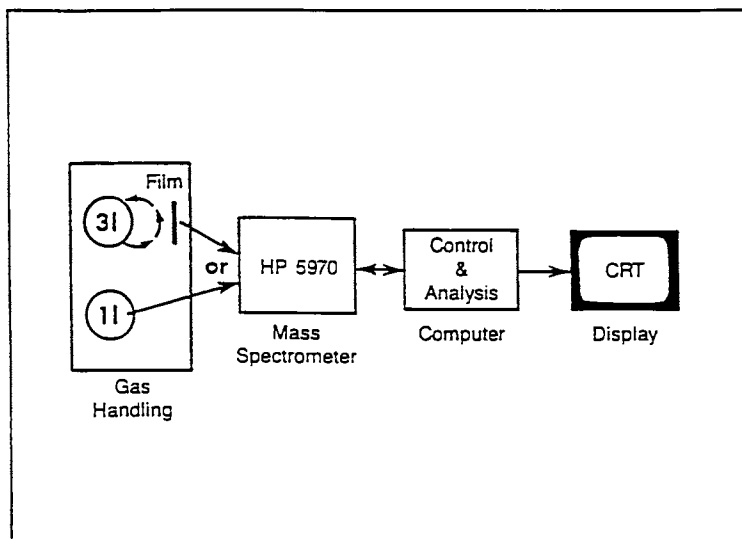 Film
3l
or
1l
HP 5970
Control
&
Analysis
CRT
Mass
Spectrometer
Computer
Display
Gas
Handling